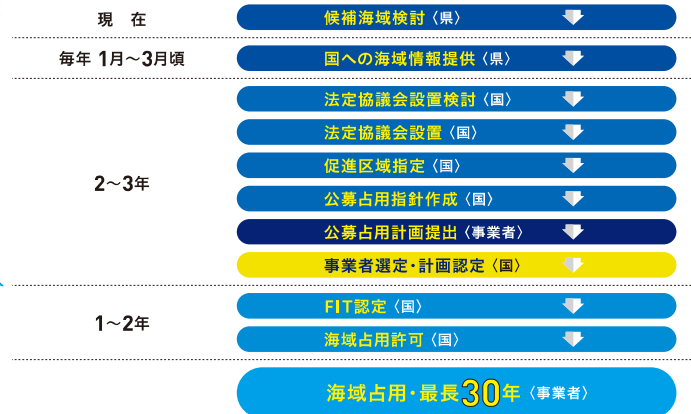 現在
候補海域検討〈県〉
毎年 1月～3月頃
国への海域情報提供〈県〉
2～3年
法定協議会設置検討〈国〉
法定協議会設置〈国〉
促進区域指定〈国〉
公募占用指針作成〈国〉
公募占用計画提出〈事業者〉
事業者選定・計画認定〈国〉
1～2年
FIT認定〈国〉
海域占用許可〈国〉
海域占用・最長30年〈事業者〉